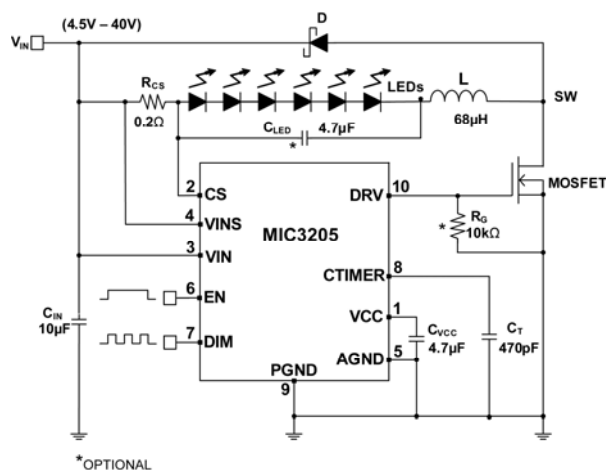 (4.5V – 40V)
D
VIN
RCS
0.2Ω
LEDs
L
68µH
SW
CLED
4.7µF
*
MOSFET
2
CS
4
VINS
3
VIN
6
EN
7
DIM
MIC3205
DRV
10
RG
*
10kΩ
CTIMER
8
VCC
1
AGND
5
PGND
9
CIN
10µF
CVCC
4.7µF
CT
470pF
*OPTIONAL